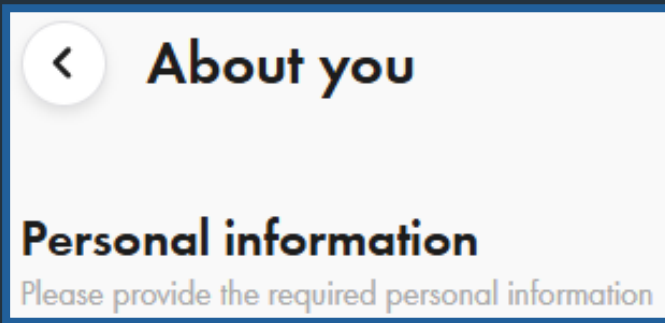 About you
Personal information
Please provide the required personal information